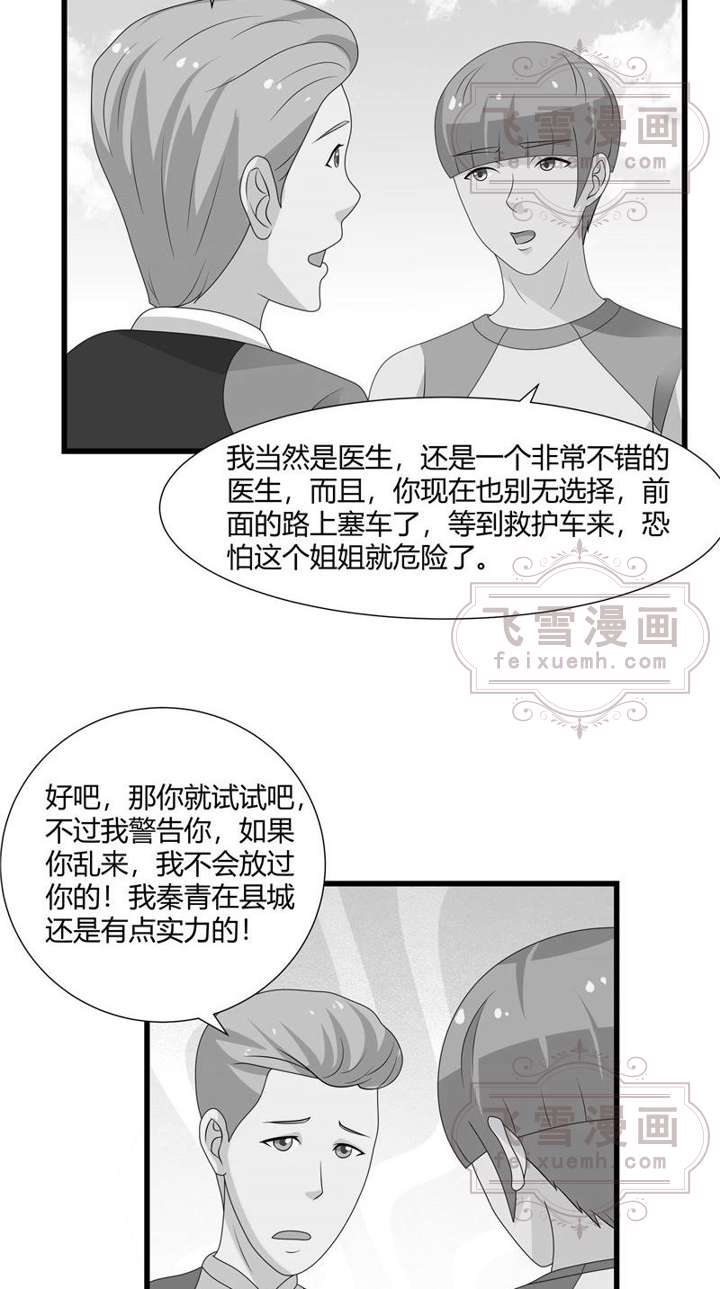 飞雪漫画
feixuemh.com
我当然是医生，还是一个非常不错的
医生，而且，你现在也别无选择，前
面的路上塞车了，等到救护车来，恐
怕这个姐姐就危险了。
飞雪漫画
feixuemh.com
好吧，那你就试试吧，
不过我警告你，如果
你乱来，我不会放过
你的！我秦青在县城
还是有点实力的！
飞雪漫画
feixuemh.com